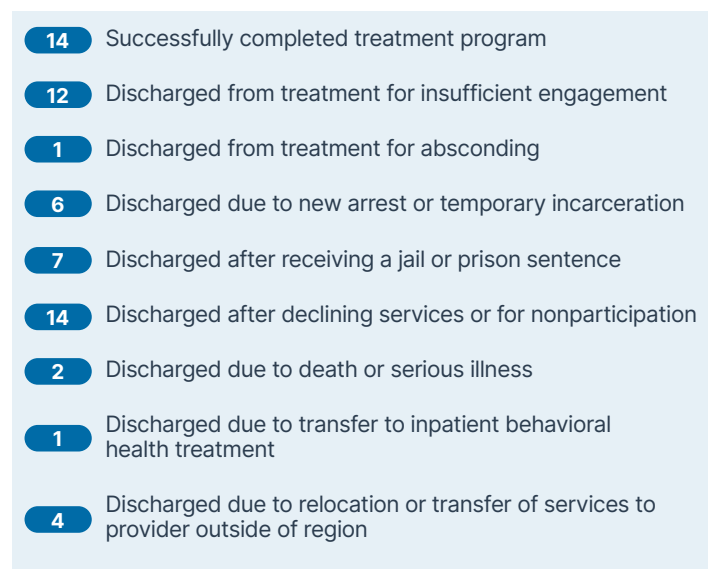 14 Successfully completed treatment program
12 Discharged from treatment for insufficient engagement
1 Discharged from treatment for absconding
6 Discharged due to new arrest or temporary incarceration
7 Discharged after receiving a jail or prison sentence
14 Discharged after declining services or for nonparticipation
2 Discharged due to death or serious illness
1 Discharged due to transfer to inpatient behavioral
health treatment
4 Discharged due to relocation or transfer of services to
provider outside of region